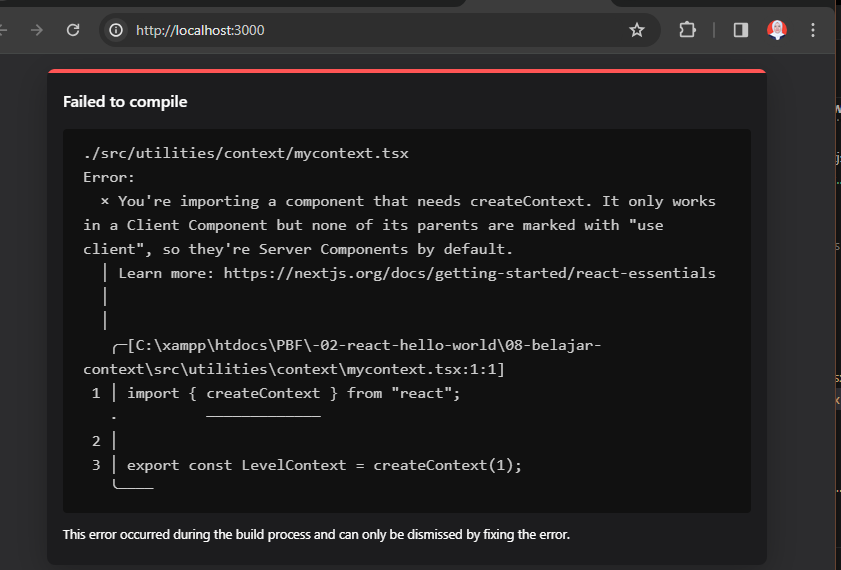 http://localhost:3000
Failed to compile
./src/utilities/context/mycontext.tsx
Error:
× You're importing a component that needs createContext. It only works
in a Client Component but none of its parents are marked with "use
client", so they're Server Components by default.
│ Learn more: https://nextjs.org/docs/getting-started/react-essentials
│
│
╭─[C:\xampp\htdocs\PBF\-02-react-hello-world\08-belajar-
context\src\utilities\context\mycontext.tsx:1:1]
1 │ import { createContext } from "react";
· ─────────────
2 │
3 │ export const LevelContext = createContext(1);
╰────
This error occurred during the build process and can only be dismissed by fixing the error.